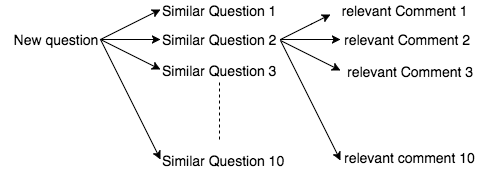 New question
Similar Question 1
Similar Question 2
Similar Question 3
Similar Question 10
relevant Comment 1
relevant Comment 2
relevant Comment 3
relevant comment 10